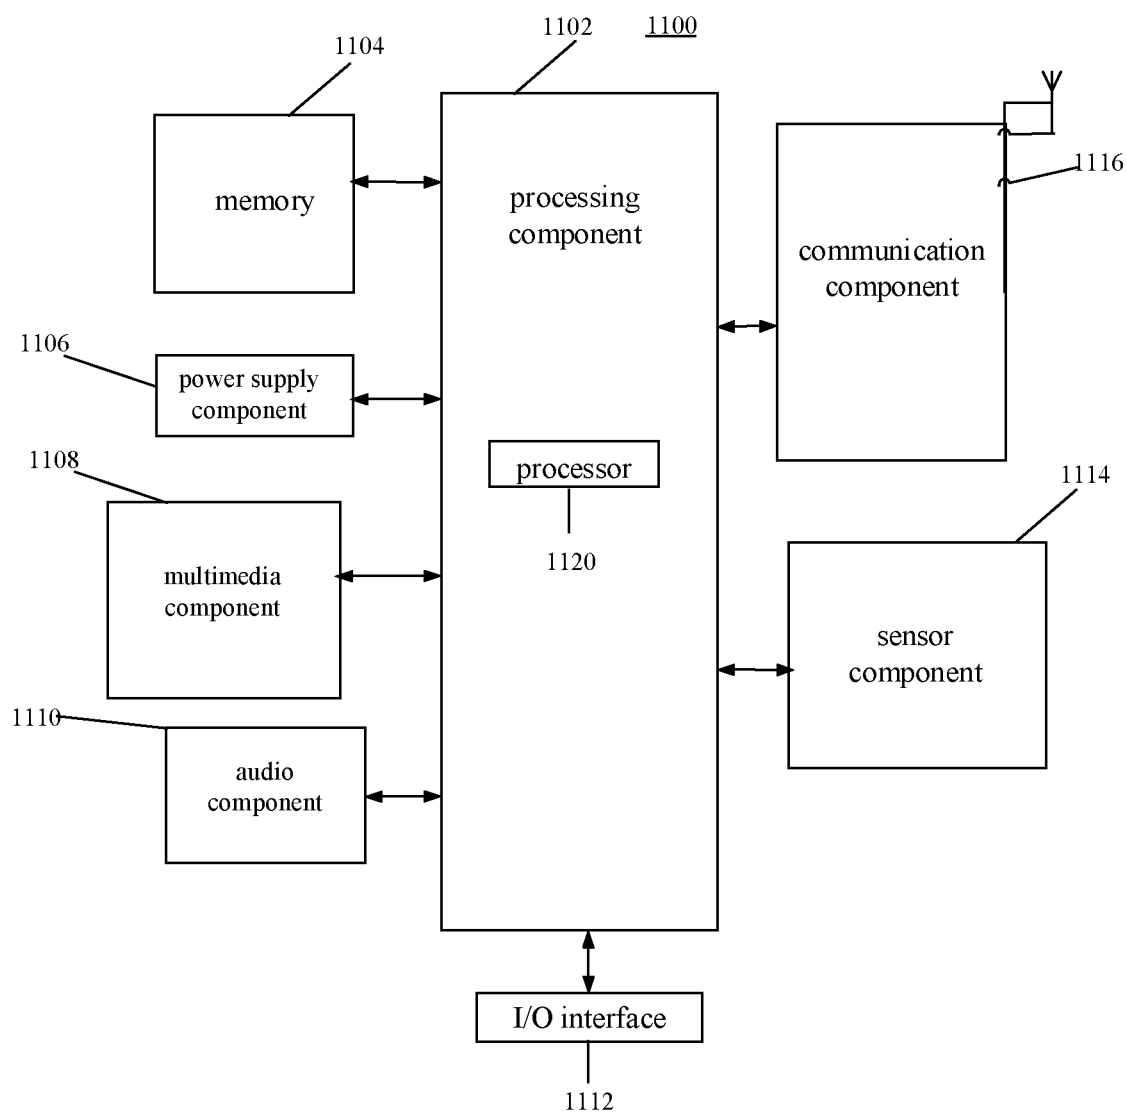 1102
1100
1104
memory
processing
component
1116
communication
component
1106
power supply
component
1108
processor
1120
1114
multimedia
component
sensor
component
1110
audio
component
I/O interface
1112